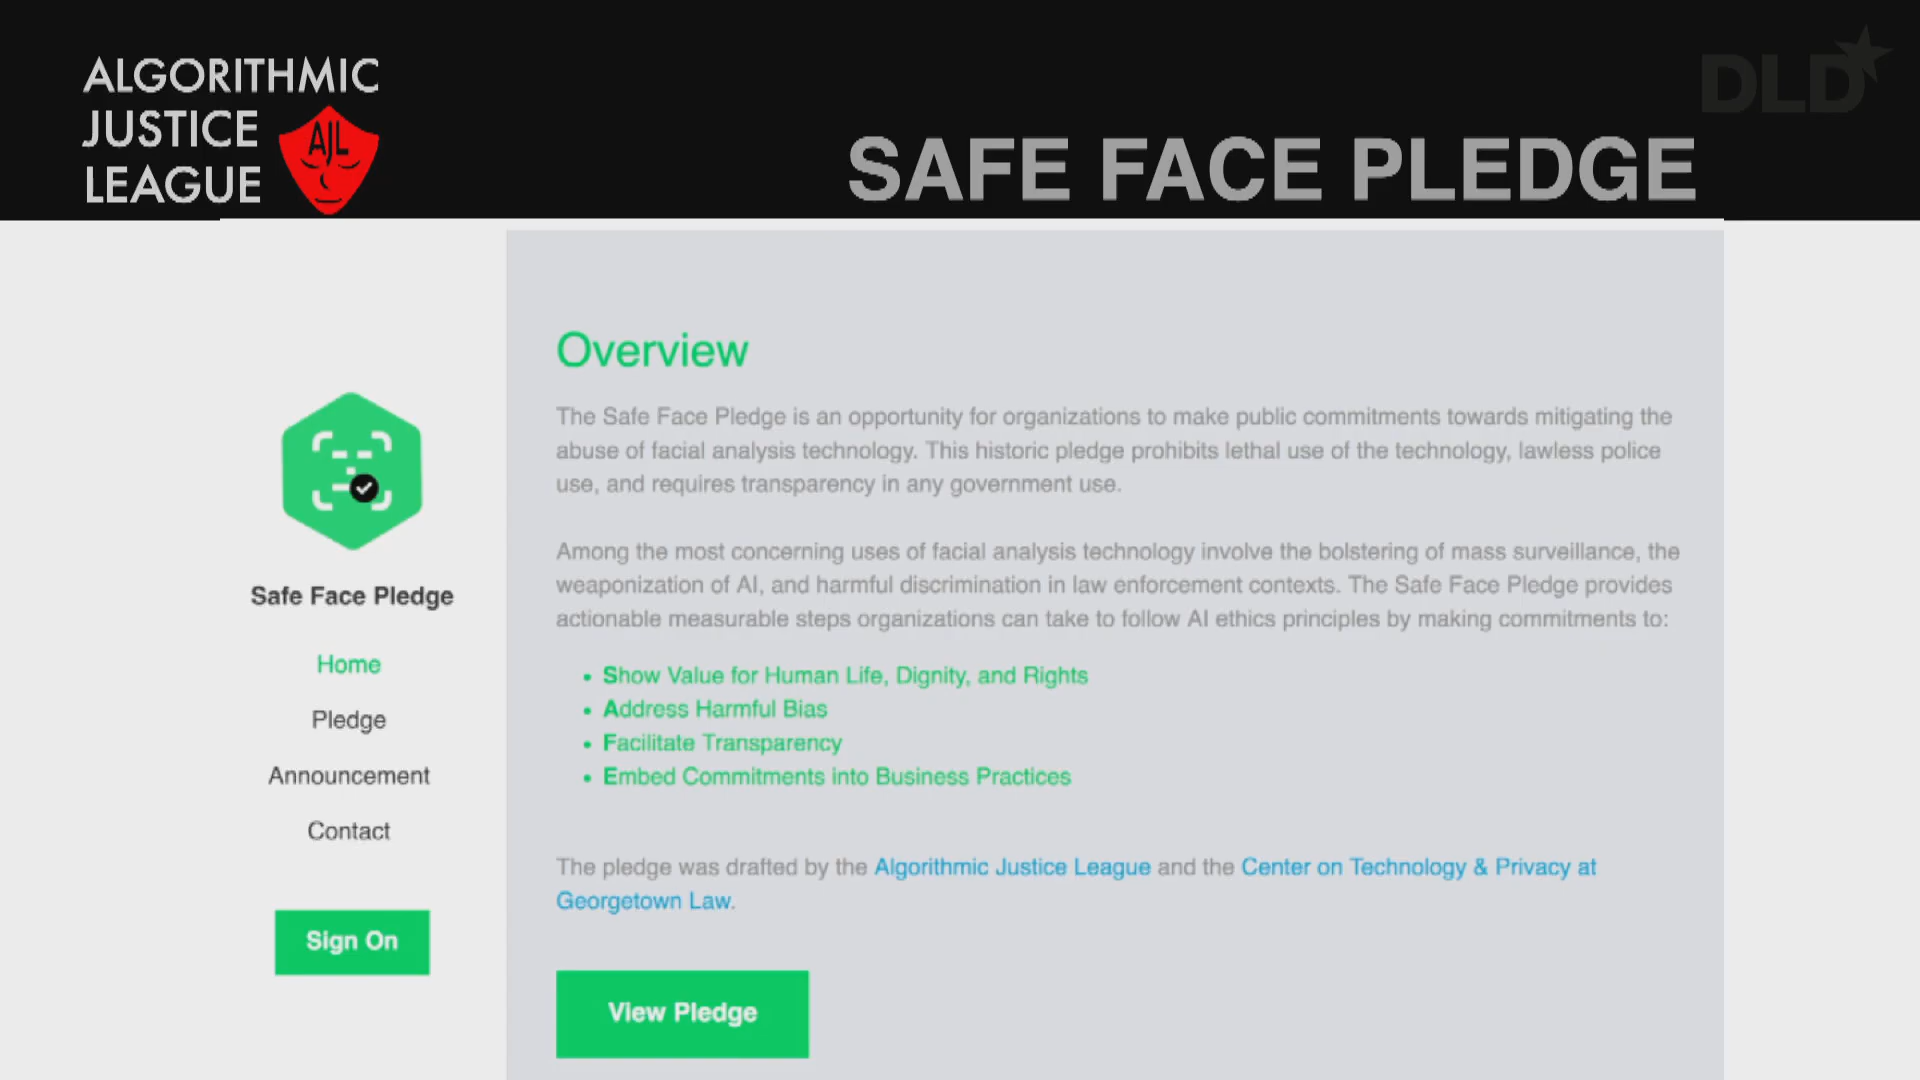 ALGORITHMIC
JUSTICE
LEAGUE
AJL
DLD
SAFE FACE PLEDGE
Safe Face Pledge
Home
Pledge
Announcement
Contact
Sign On
Overview
The Safe Face Pledge is an opportunity for organizations to make public commitments towards mitigating the
abuse of facial analysis technology. This historic pledge prohibits lethal use of the technology, lawless police
use, and requires transparency in any government use.
Among the most concerning uses of facial analysis technology involve the bolstering of mass surveillance, the
weaponization of AI, and harmful discrimination in law enforcement contexts. The Safe Face Pledge provides
actionable measurable steps organizations can take to follow AI ethics principles by making commitments to:
• Show Value for Human Life, Dignity, and Rights
• Address Harmful Bias
• Facilitate Transparency
• Embed Commitments into Business Practices
The pledge was drafted by the Algorithmic Justice League and the Center on Technology & Privacy at
Georgetown Law.
View Pledge